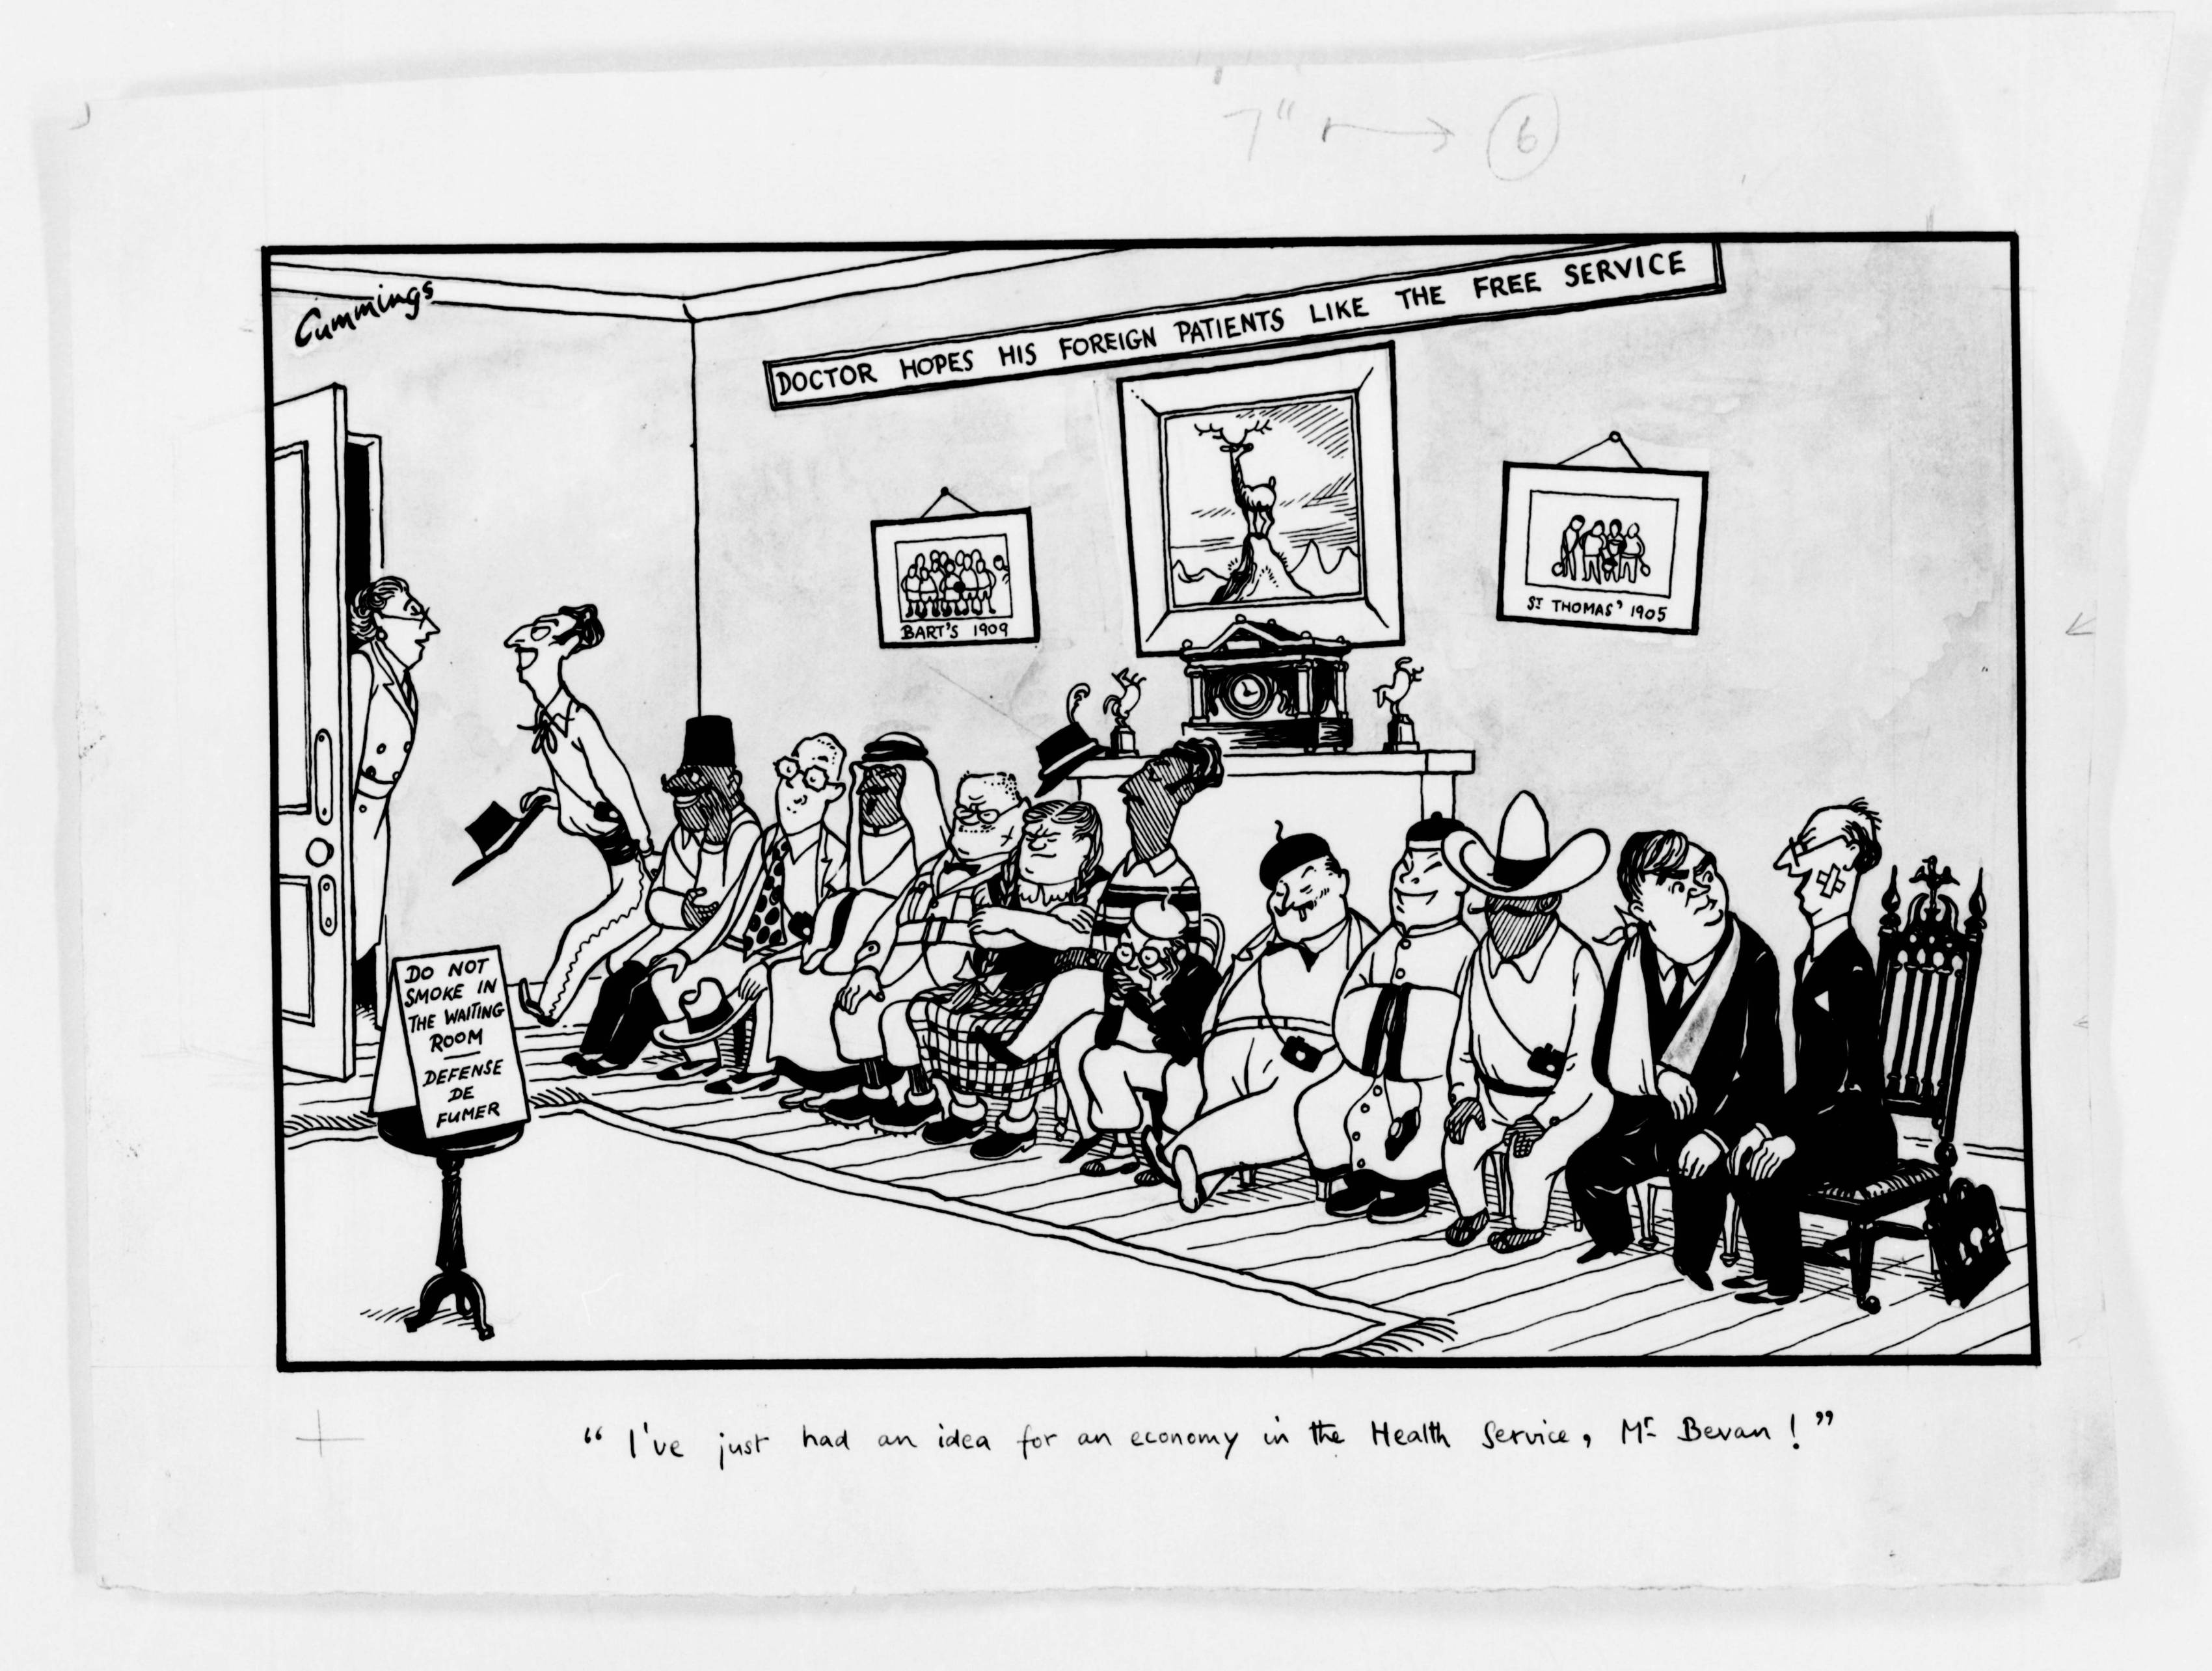 7" → 6
Cummings
DOCTOR HOPES HIS FOREIGN PATIENTS LIKE THE FREE SERVICE
BART'S 1909
ST THOMAS' 1905
DO NOT
SMOKE IN
THE WAITING
ROOM
—
DEFENSE
DE
FUMER
“I've just had an idea for an economy in the Health Service, Mr Bevan!”